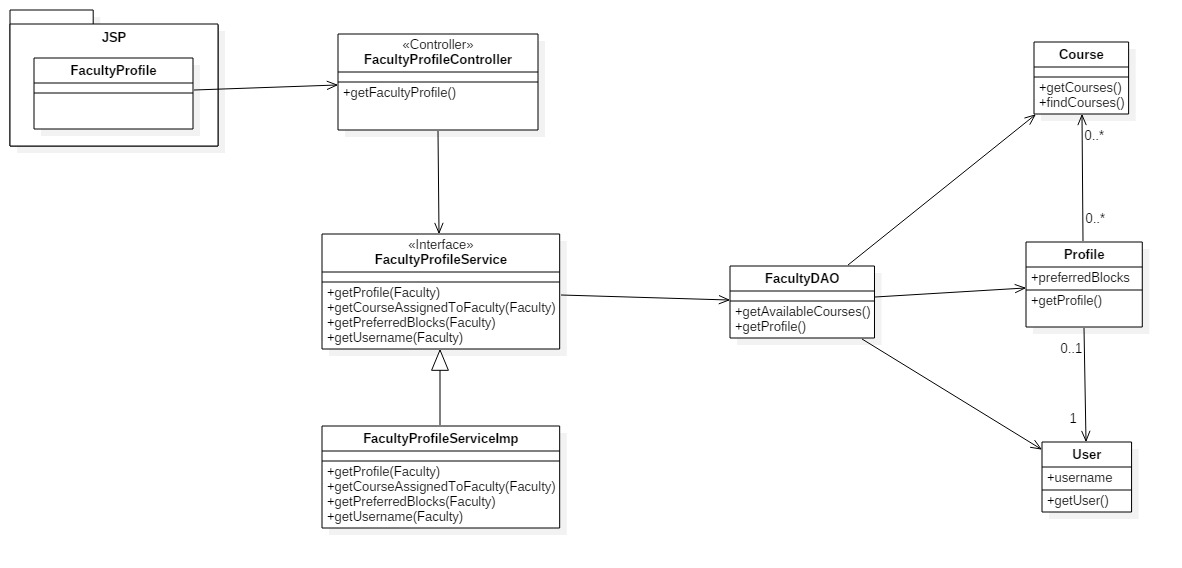 JSP
FacultyProfile
«Controller»
FacultyProfileController
+getFacultyProfile()
«Interface»
FacultyProfileService
+getProfile(Faculty)
+getCourseAssignedToFaculty(Faculty)
+getPreferredBlocks(Faculty)
+getUsername(Faculty)
FacultyProfileServiceImp
+getProfile(Faculty)
+getCourseAssignedToFaculty(Faculty)
+getPreferredBlocks(Faculty)
+getUsername(Faculty)
FacultyDAO
+getAvailableCourses()
+getProfile()
Course
+getCourses()
+findCourses()
0..*
0..*
Profile
+preferredBlocks
+getProfile()
0..1
1
User
+username
+getUser()